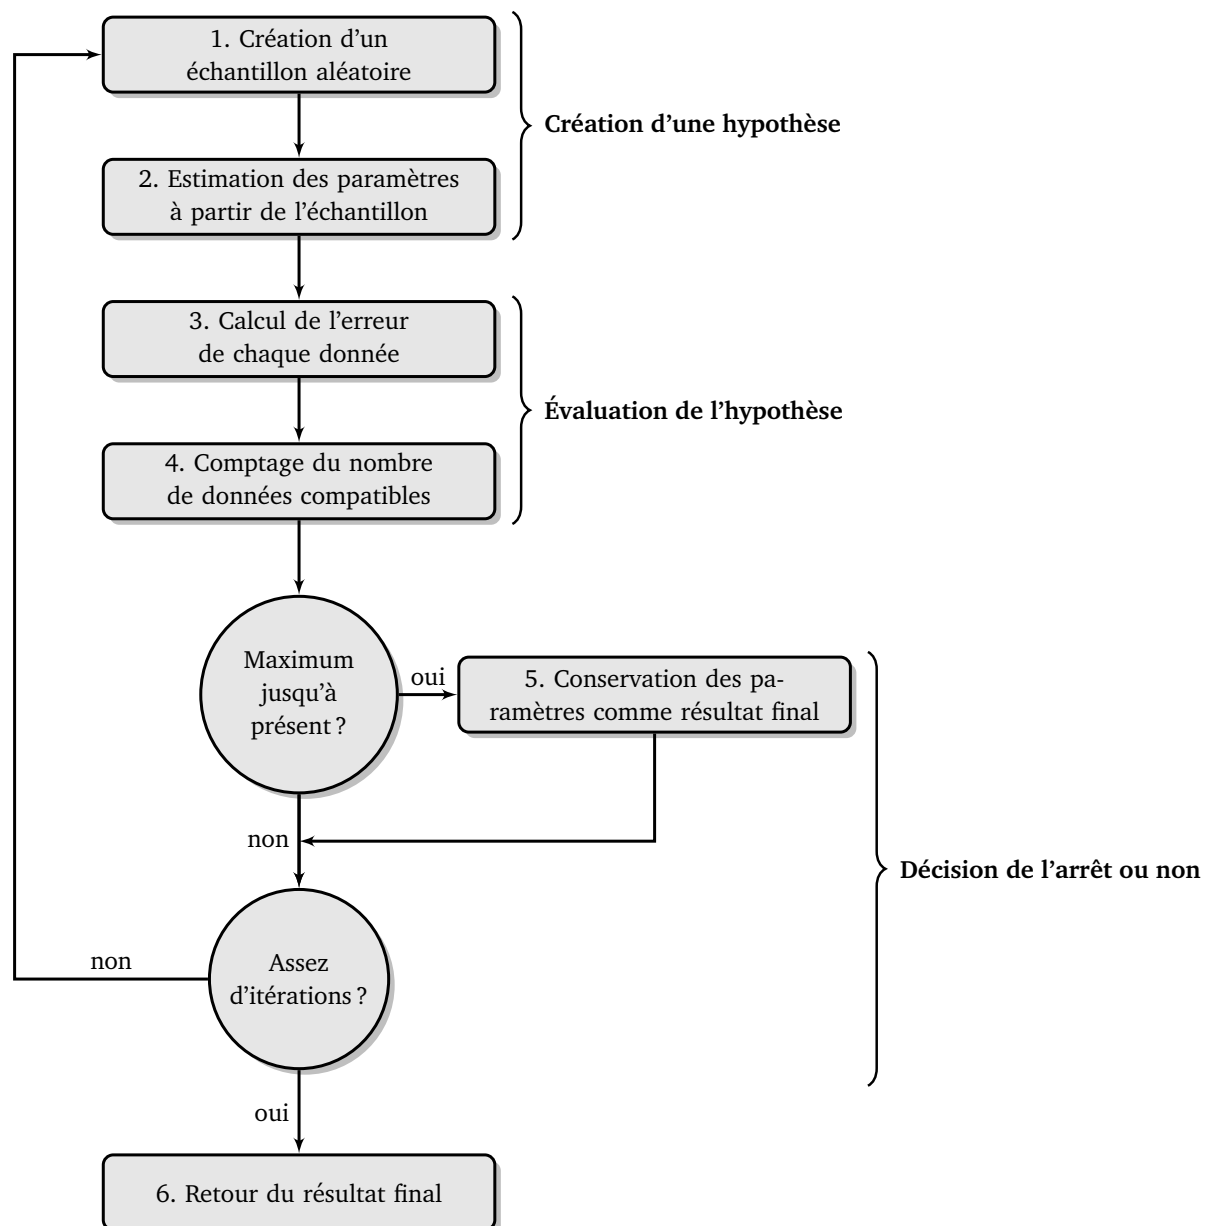 1. Création d’un
échantillon aléatoire
Création d’une hypothèse
2. Estimation des paramètres
à partir de l’échantillon
3. Calcul de l’erreur
de chaque donnée
Évaluation de l’hypothèse
4. Comptage du nombre
de données compatibles
Maximum
jusqu’à
présent ?
oui
5. Conservation des pa-
ramètres comme résultat final
non
Décision de l’arrêt ou non
Assez
d’itérations ?
non
oui
6. Retour du résultat final